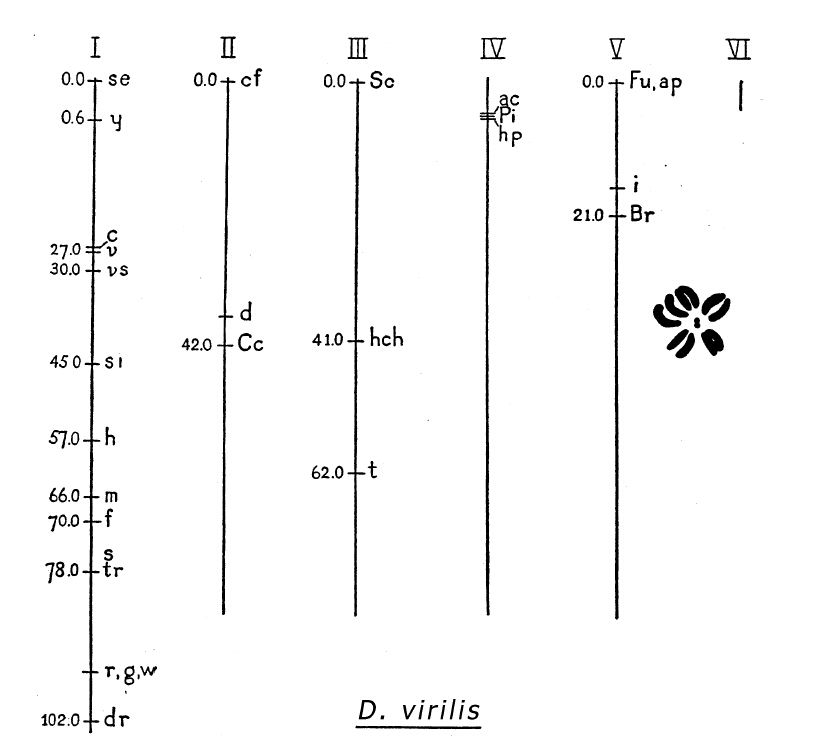 I II III IV V VI
0.0 se
0.6 y
c
27.0 v
30.0 vs
45.0 si
57.0 h
66.0 m
70.0 f
s
78.0 tr
r,g,w
102.0 dr
0.0 cf
d
42.0 Cc
0.0 Sc
41.0 hch
62.0 t
ac
Pi
hp
0.0 Fu, ap
i
21.0 Br
D. virilis